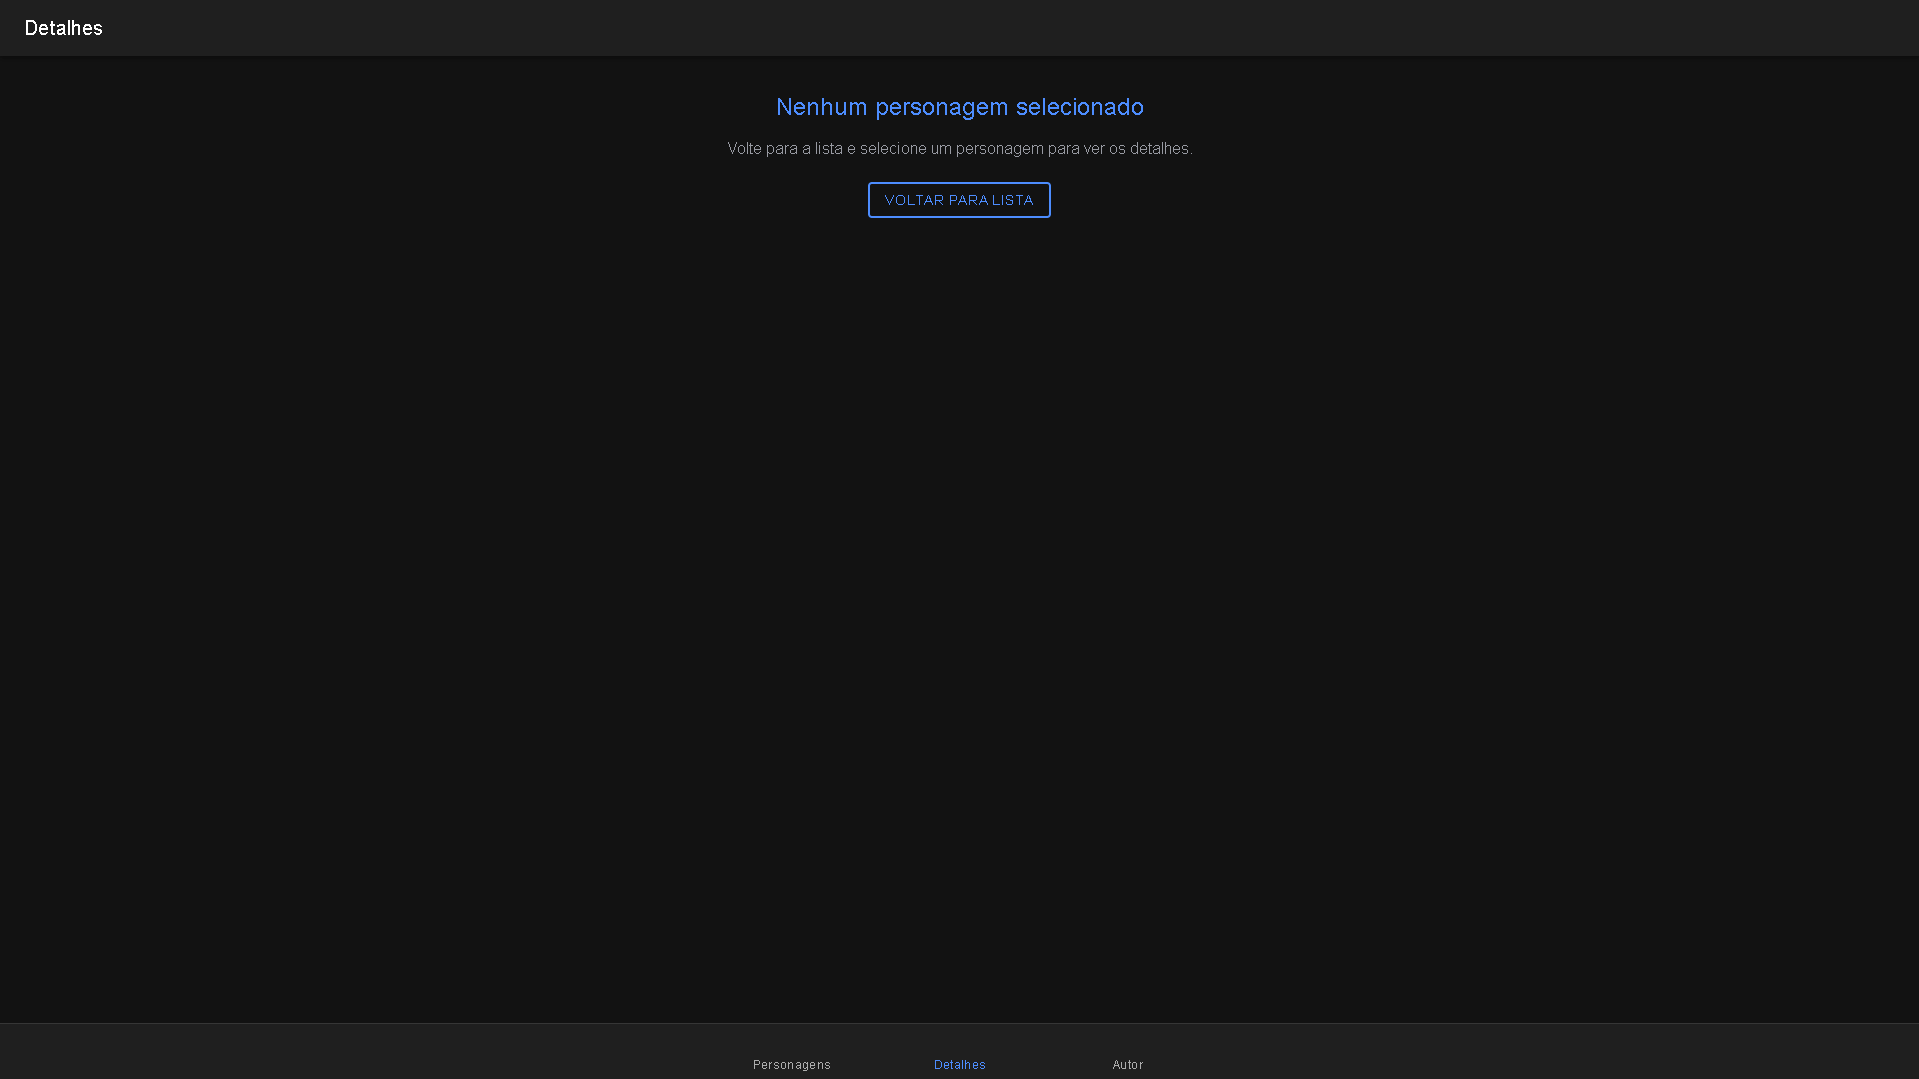 Detalhes
Nenhum personagem selecionado
Volte para a lista e selecione um personagem para ver os detalhes.
VOLTAR PARA LISTA
Personagens
Detalhes
Autor